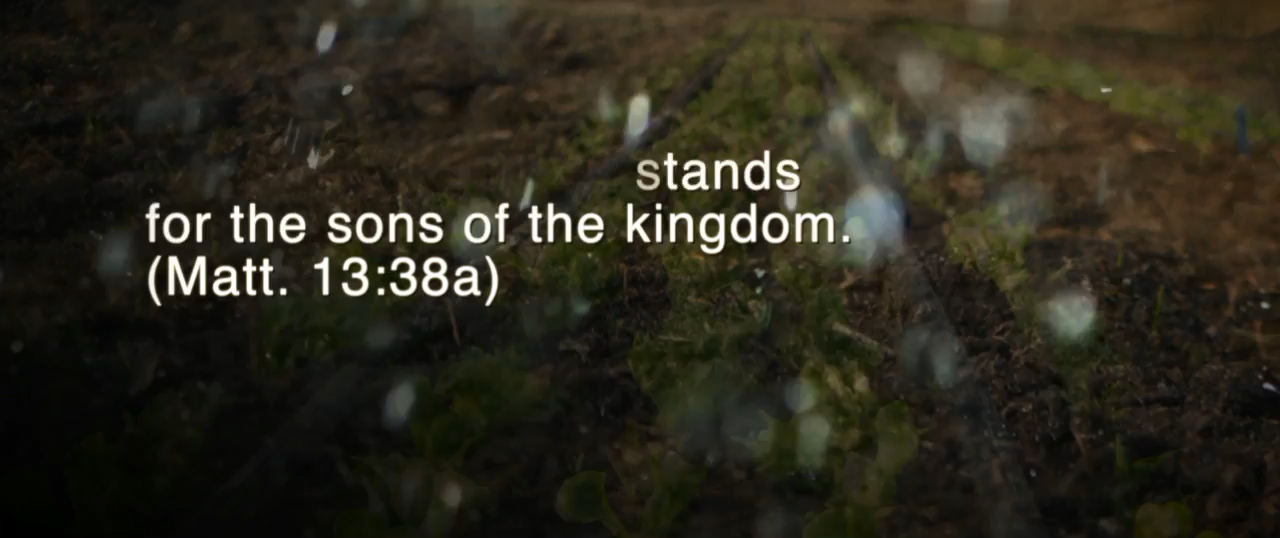 stands
for the sons of the kingdom.
(Matt. 13:38a)